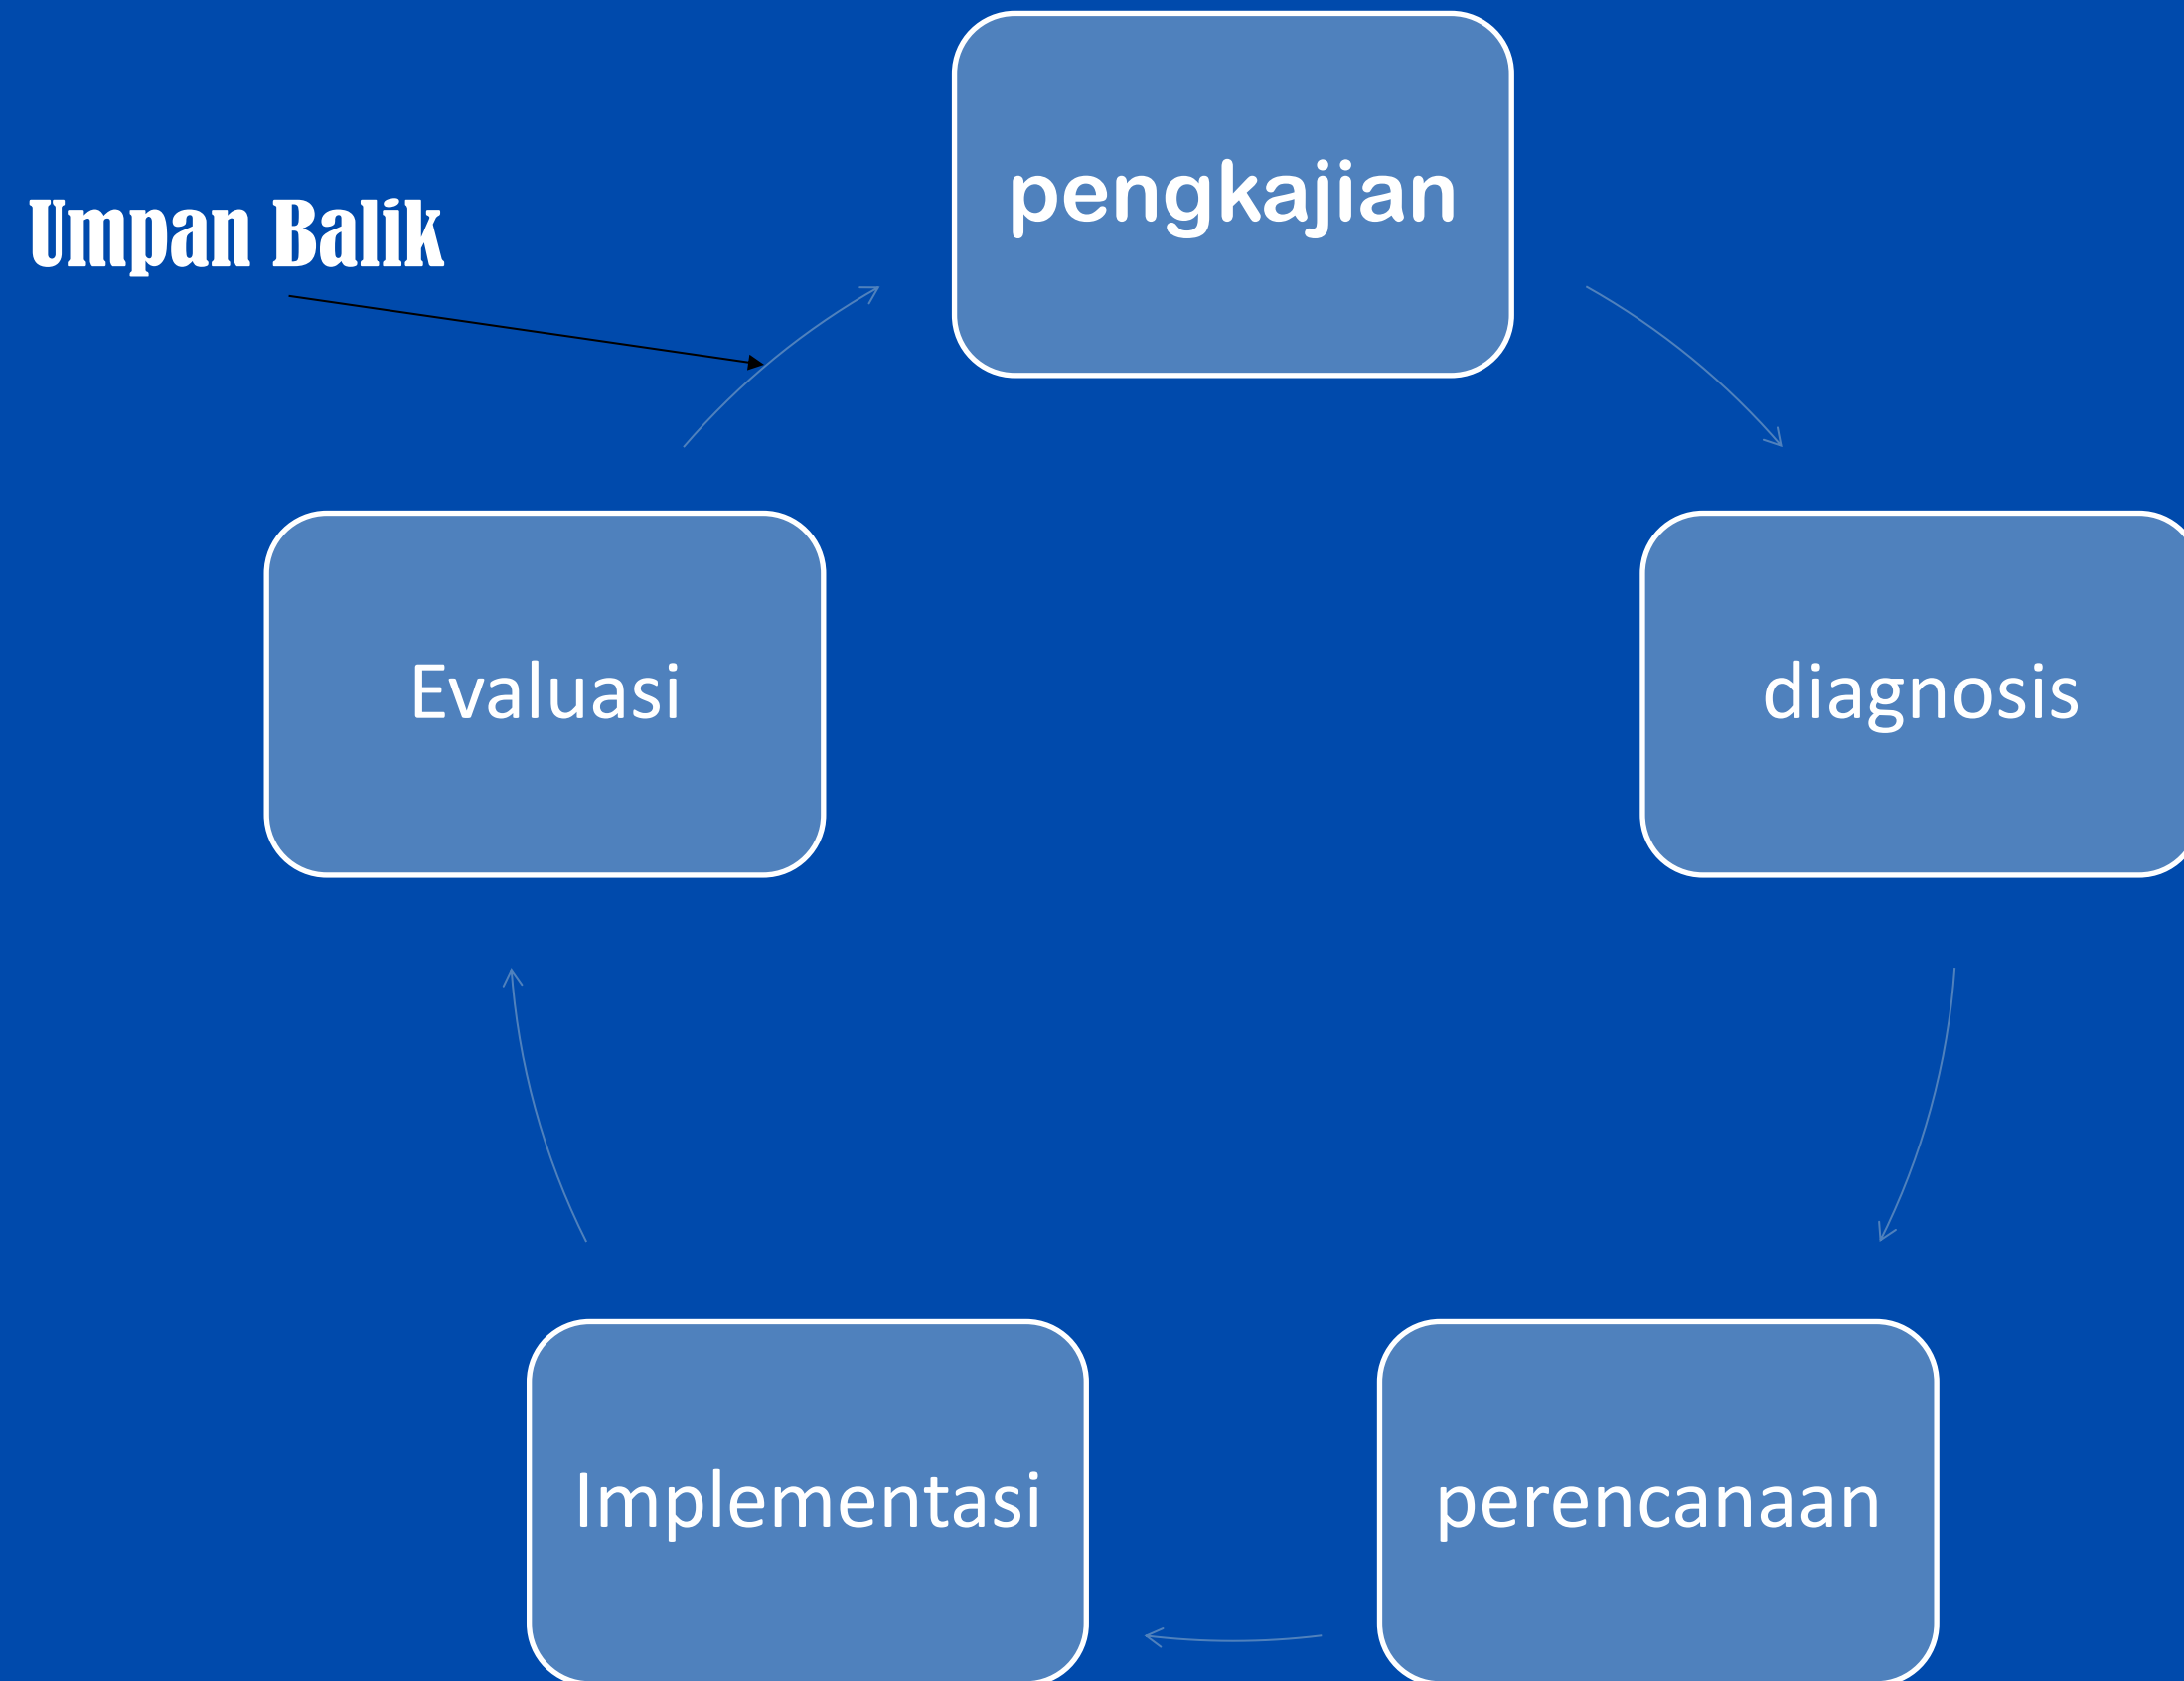 pengkajian
Umpan Balik
Evaluasi
diagnosis
Implementasi
perencanaan